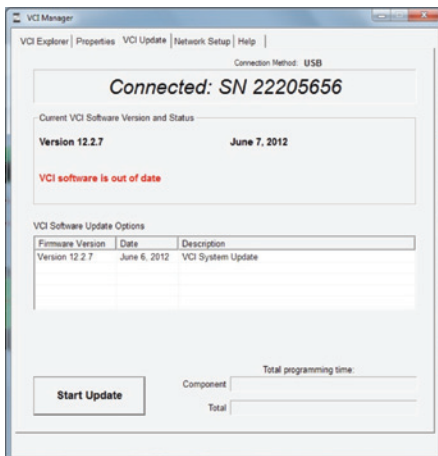 VCI Manager
VCI Explorer Properties VCI Update Network Setup Help
Connection Method: USB
Connected: SN 22205656
Current VCI Software Version and Status
Version 12.2.7 June 7, 2012
VCI software is out of date
VCI Software Update Options
Firmware Version Date Description
Version 12.2.7 June 6, 2012 VCI System Update
Total programming time:
Component
Start Update
Total